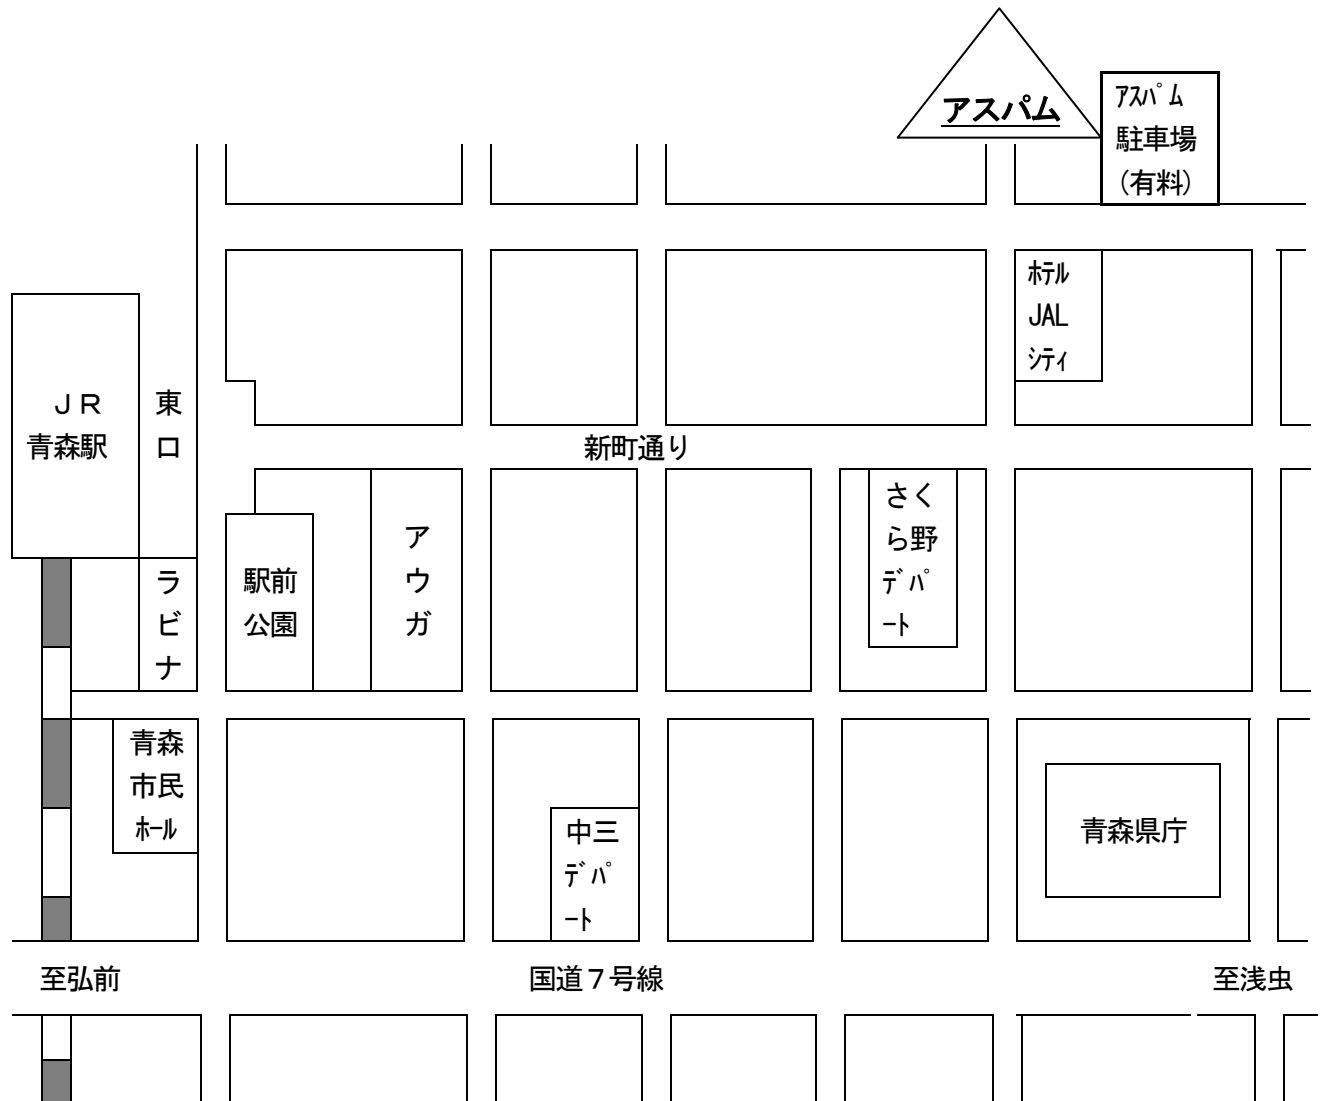 アスパム
ｱｽﾊﾟﾑ
駐車場
(有料)
ﾎﾃﾙ
JAL
ｼﾃｨ
ＪＲ
青森駅
東
口
新町通り
ラ
ビ
ナ
駅前
公園
ア
ウ
ガ
さく
ら野
ﾃﾞﾊﾟ
ｰﾄ
青森
市民
ﾎｰﾙ
中三
ﾃﾞﾊﾟ
ｰﾄ
青森県庁
至弘前
国道７号線
至浅虫